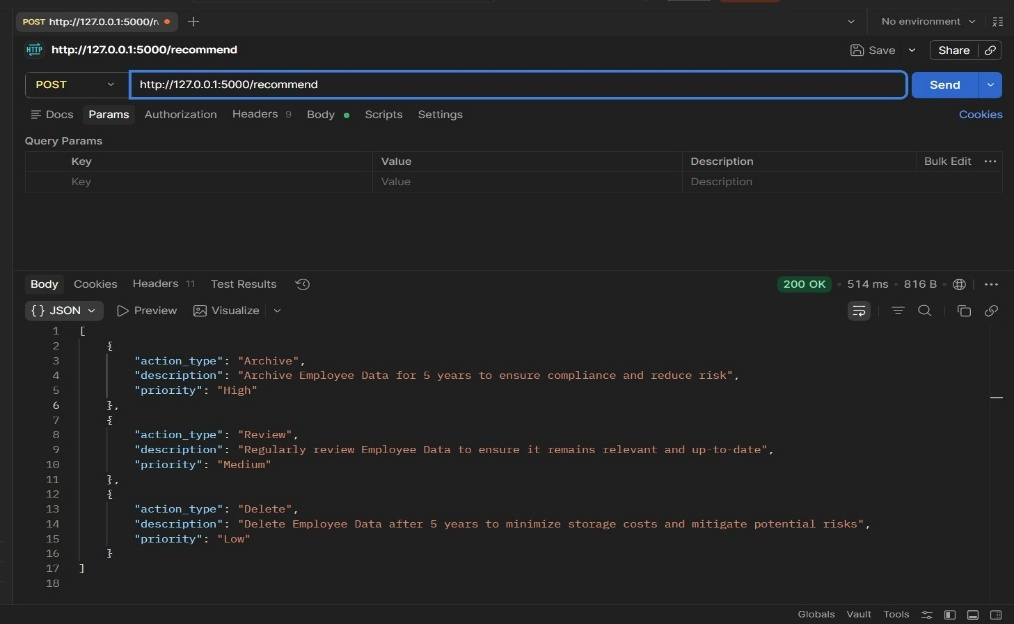 POST http://127.0.0.1:5000/r
No environment
HTTP http://127.0.0.1:5000/recommend
Save Share
POST http://127.0.0.1:5000/recommend Send
Docs Params Authorization Headers 9 Body Scripts Settings Cookies
Query Params
Key Value Description Bulk Edit
Key Value Description
Body Cookies Headers 11 Test Results 200 OK 514 ms 816 B
{} JSON Preview Visualize
1 [
2 {
3 "action_type": "Archive",
4 "description": "Archive Employee Data for 5 years to ensure compliance and reduce risk",
5 "priority": "High"
6 },
7 {
8 "action_type": "Review",
9 "description": "Regularly review Employee Data to ensure it remains relevant and up-to-date",
10 "priority": "Medium"
11 },
12 {
13 "action_type": "Delete",
14 "description": "Delete Employee Data after 5 years to minimize storage costs and mitigate potential risks",
15 "priority": "Low"
16 }
17 ]
18
Globals Vault Tools